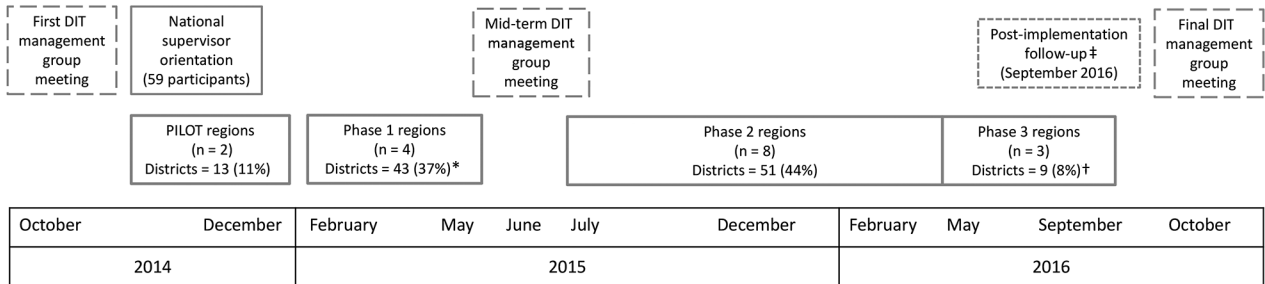 First DIT
management
group
meeting
National
supervisor
orientation
(59 participants)
Mid-term DIT
management
group
meeting
Post-implementation
follow-up‡
(September 2016)
Final DIT
management
group
meeting
PILOT regions
(n = 2)
Districts = 13 (11%)
Phase 1 regions
(n = 4)
Districts = 43 (37%)*
Phase 2 regions
(n = 8)
Districts = 51 (44%)
Phase 3 regions
(n = 3)
Districts = 9 (8%)†
October December February May June July December February May September October
2014 2015 2016